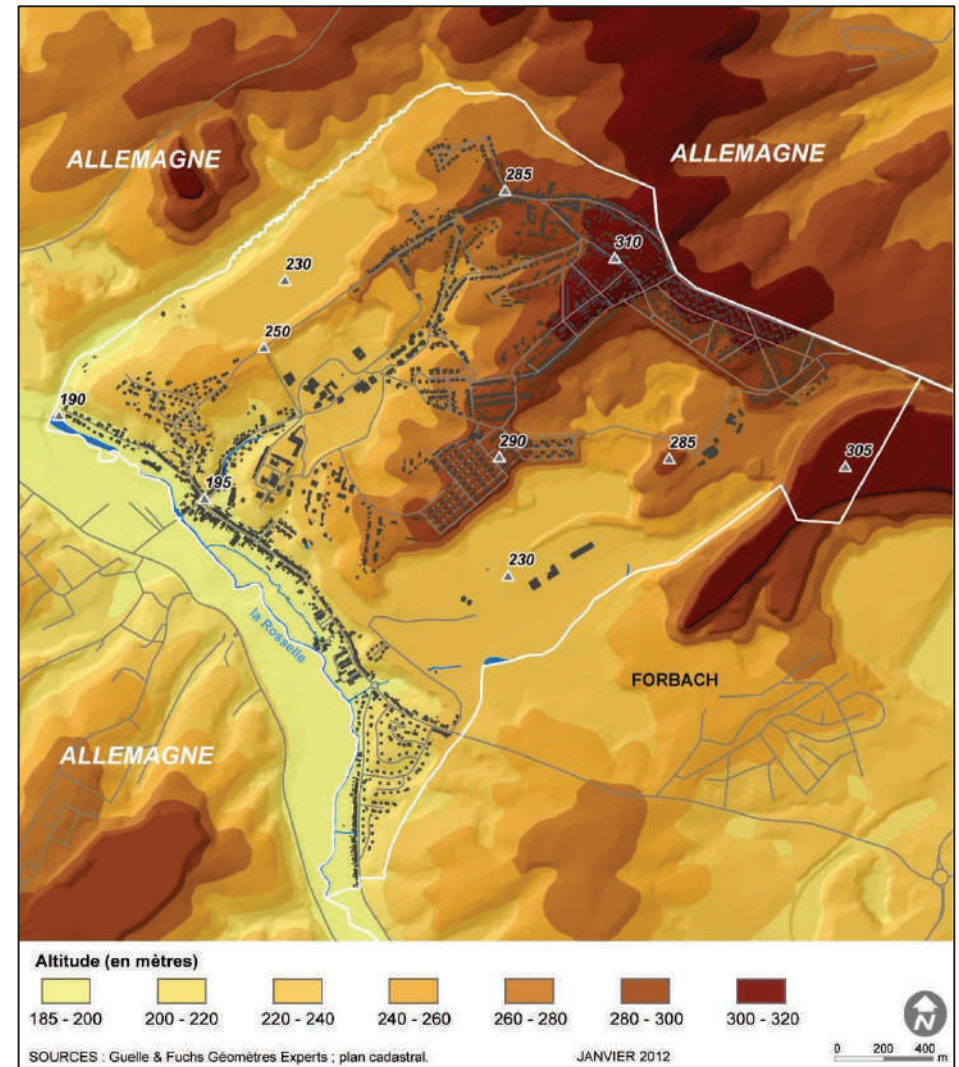 ALLEMAGNE
ALLEMAGNE
285
310
230
250
190
290
285
305
195
230
la Rosselle
FORBACH
ALLEMAGNE
Altitude (en mètres)
185 - 200
200 - 220
220 - 240
240 - 260
260 - 280
280 - 300
300 - 320
N
SOURCES : Guelle & Fuchs Géomètres Experts ; plan cadastral.
JANVIER 2012
0 200 400 m